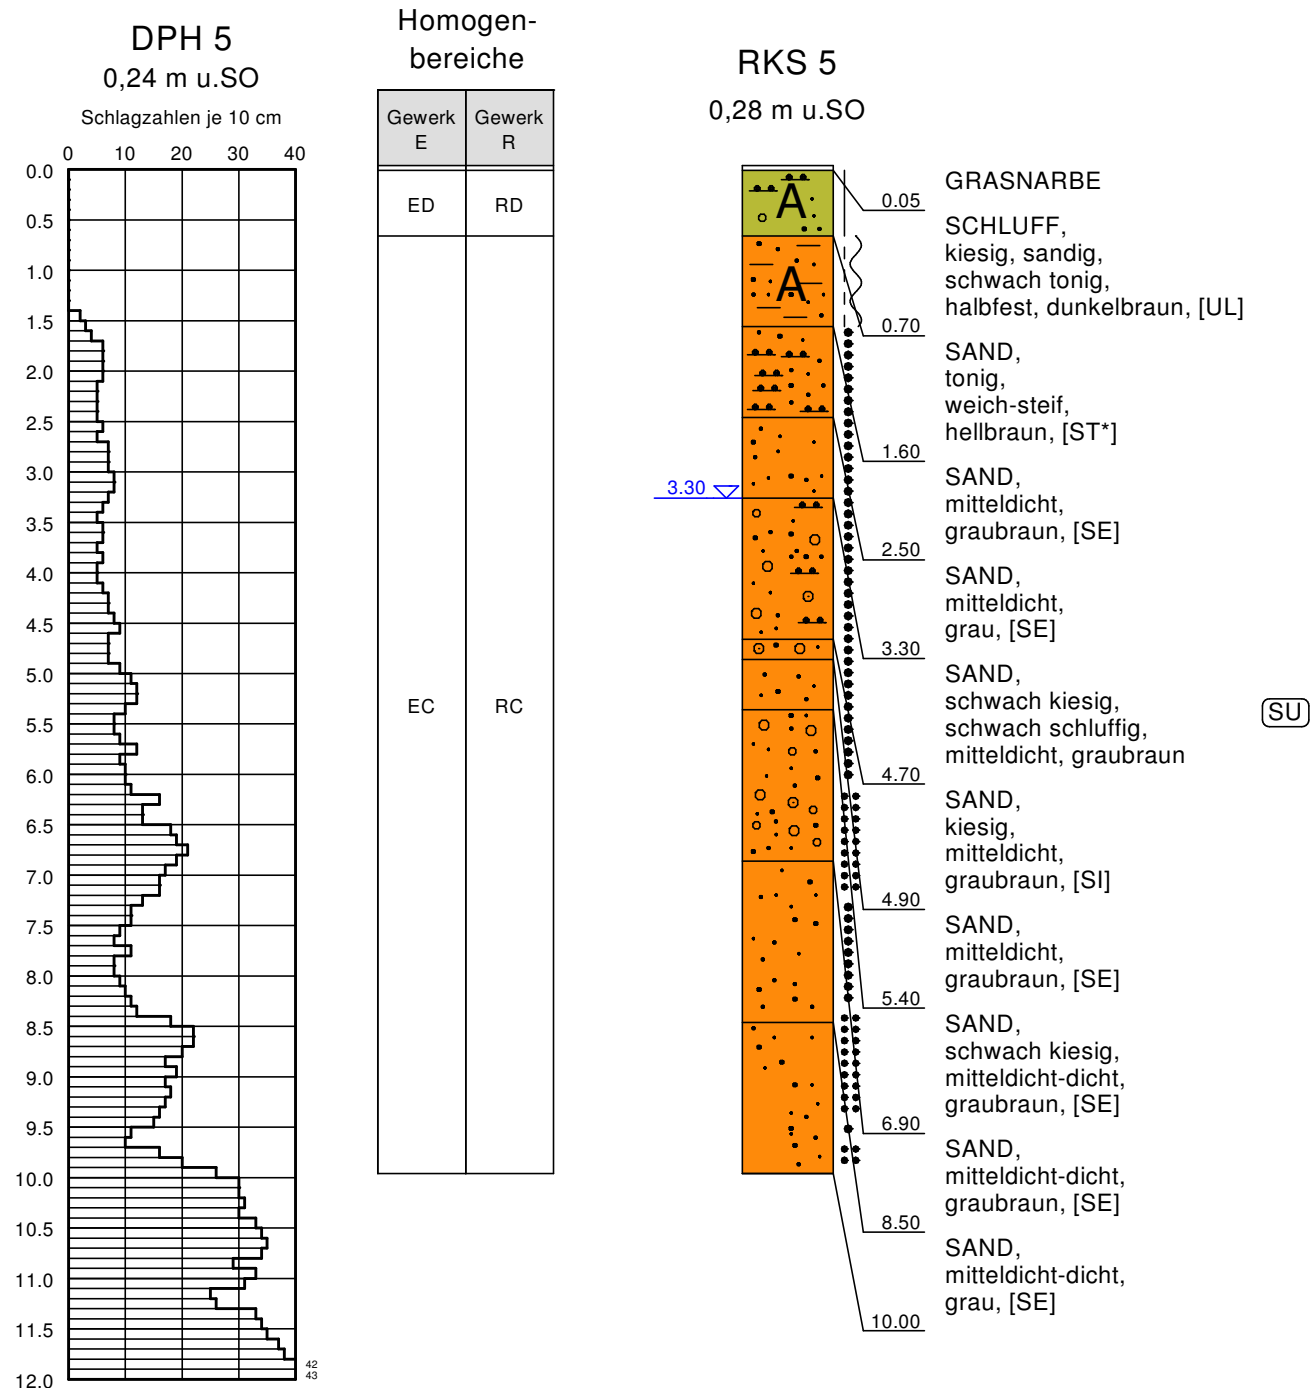 DPH 5
0,24 m u.SO
Schlagzahlen je 10 cm
0 10 20 30 40
0.0
0.5
1.0
1.5
2.0
2.5
3.0
3.5
4.0
4.5
5.0
5.5
6.0
6.5
7.0
7.5
8.0
8.5
9.0
9.5
10.0
10.5
11.0
11.5
12.0
42
43
Homogen-
bereiche
Gewerk
E
Gewerk
R
ED RD
EC RC
RKS 5
0,28 m u.SO
A
A
3.30
0.05
GRASNARBE
0.70
SCHLUFF,
kiesig, sandig,
schwach tonig,
halbfest, dunkelbraun, [UL]
1.60
SAND,
tonig,
weich-steif,
hellbraun, [ST*]
2.50
SAND,
mitteldicht,
graubraun, [SE]
3.30
SAND,
mitteldicht,
grau, [SE]
4.70
SAND,
schwach kiesig,
schwach schluffig,
mitteldicht, graubraun
SU
4.90
SAND,
kiesig,
mitteldicht,
graubraun, [SI]
5.40
SAND,
mitteldicht,
graubraun, [SE]
6.90
SAND,
schwach kiesig,
mitteldicht-dicht,
graubraun, [SE]
8.50
SAND,
mitteldicht-dicht,
graubraun, [SE]
10.00
SAND,
mitteldicht-dicht,
grau, [SE]